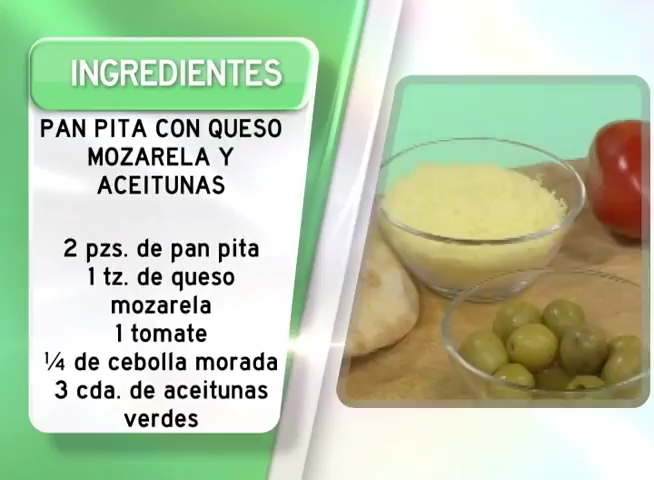 INGREDIENTES
PAN PITA CON QUESO
MOZARELA Y
ACEITUNAS
2 pzs. de pan pita
1 tz. de queso
mozarela
1 tomate
¼ de cebolla morada
3 cda. de aceitunas
verdes